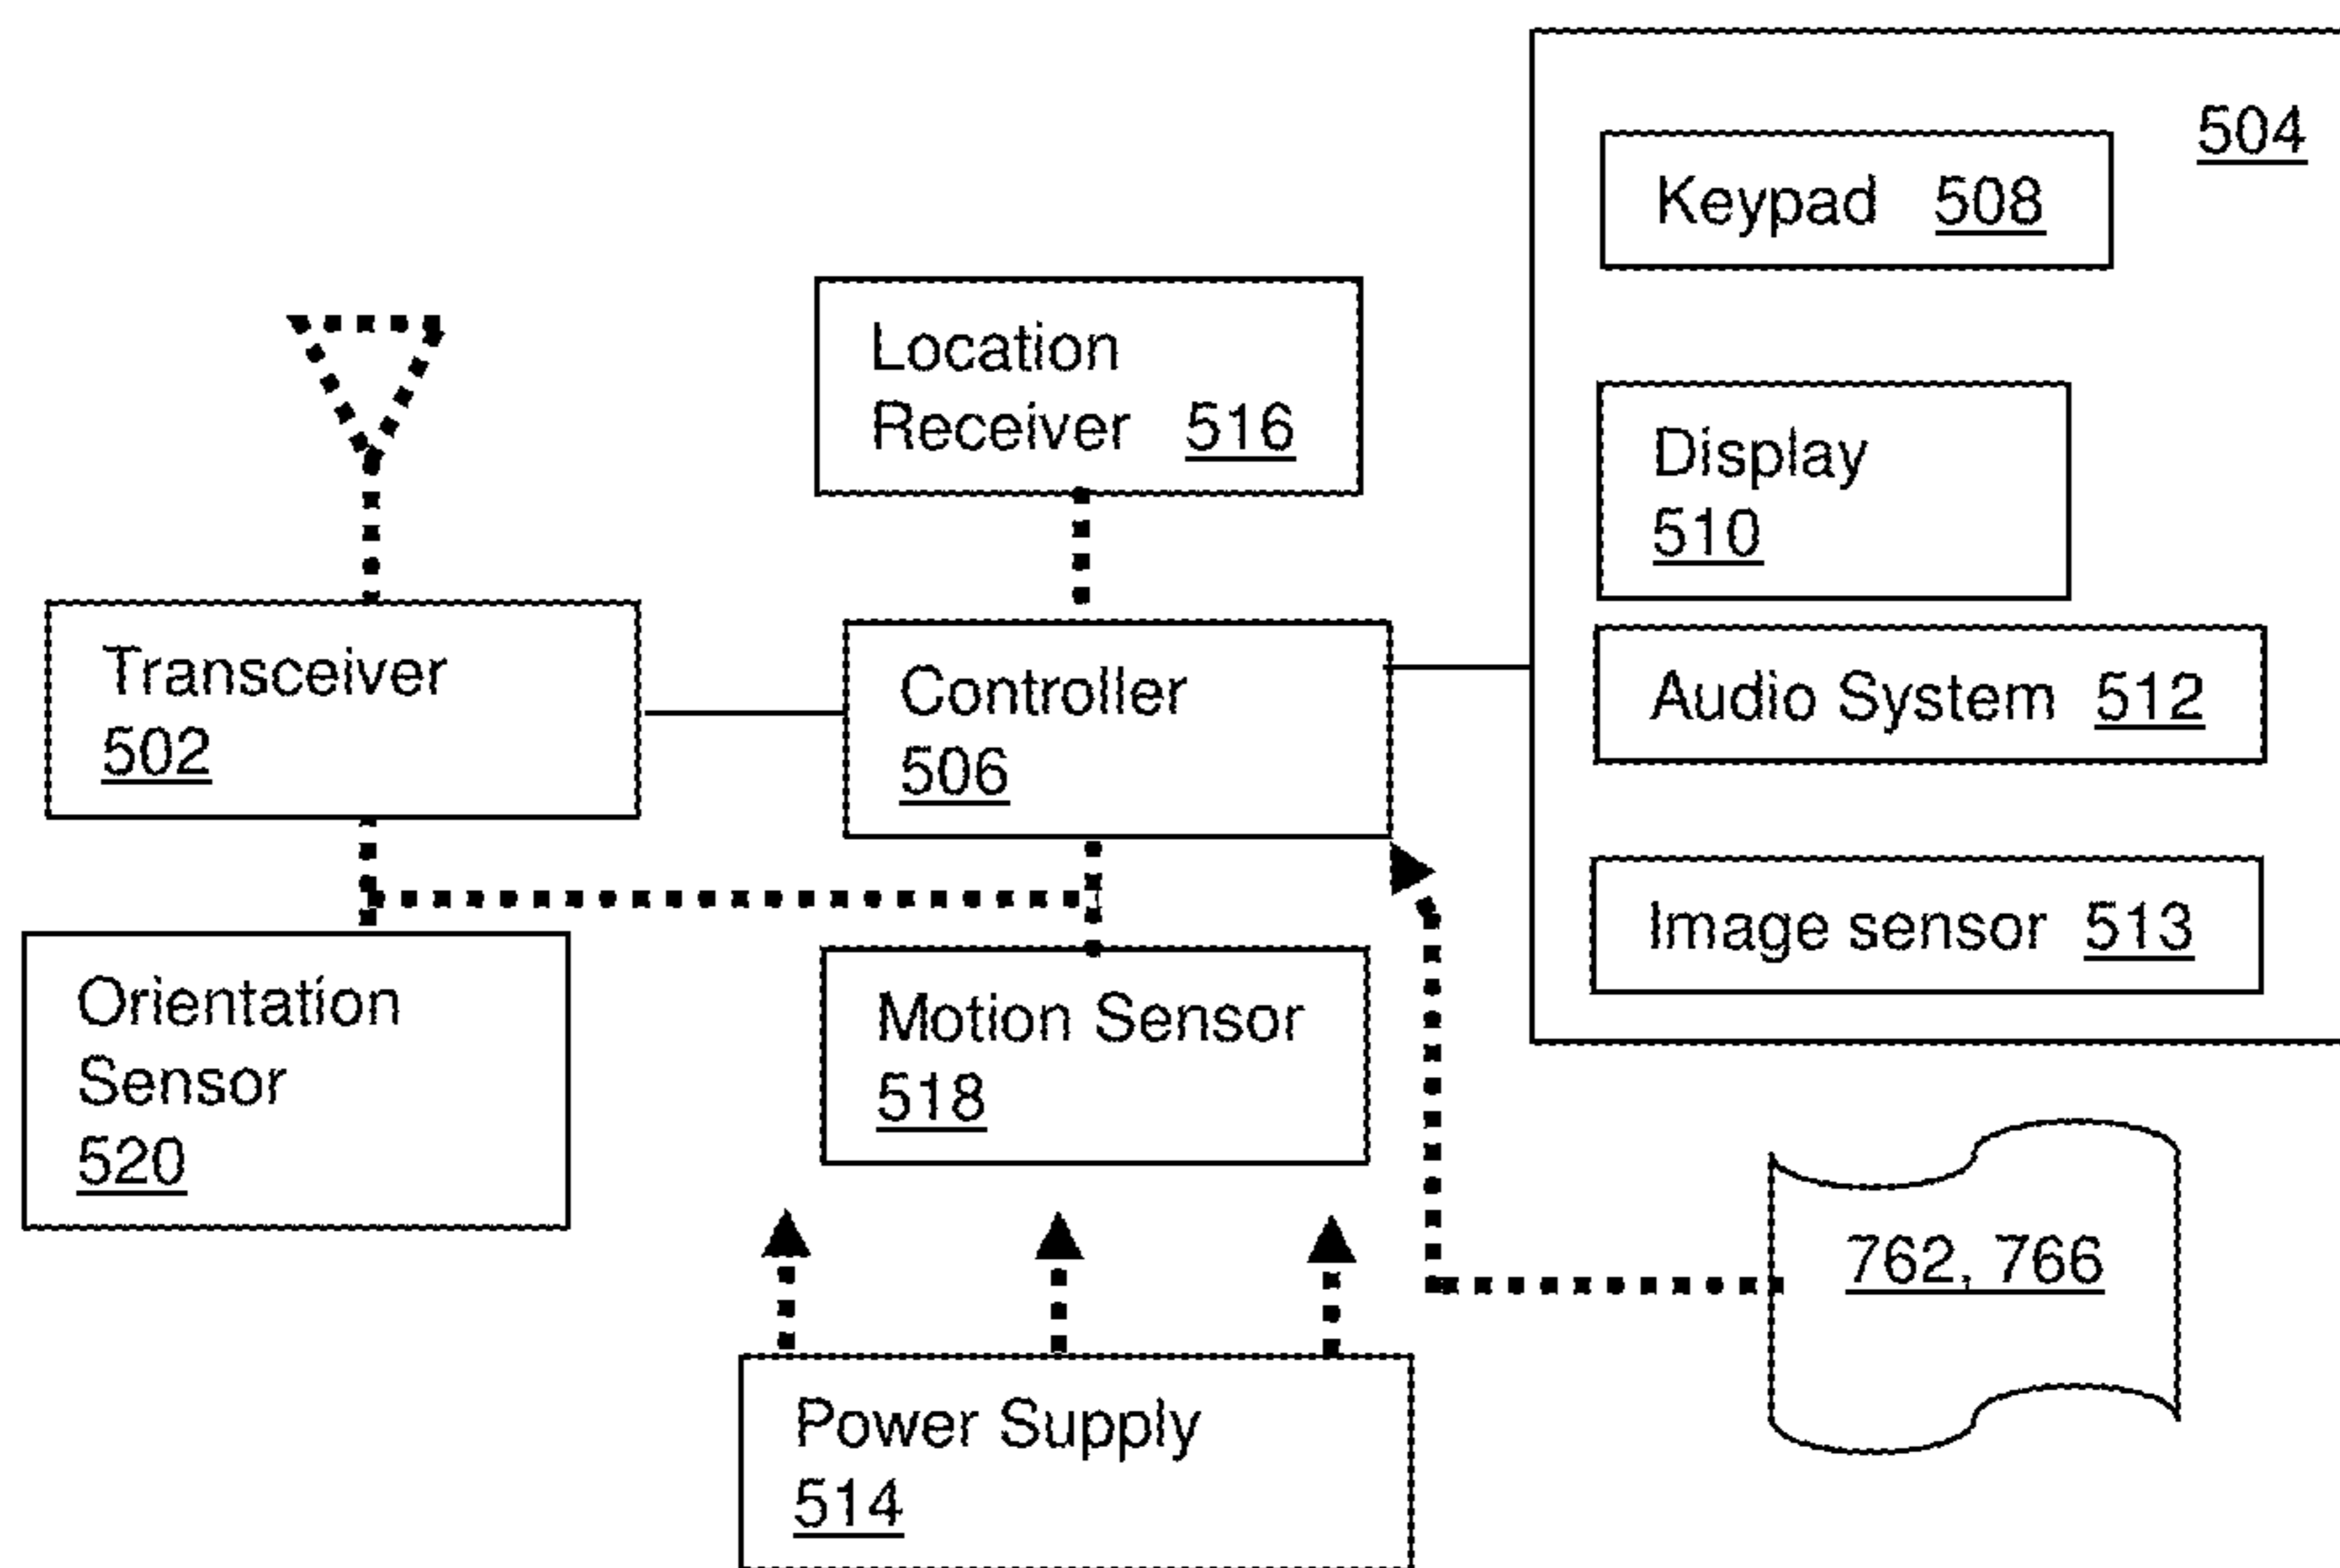 504
Keypad 508
Location
Receiver 516
Display
510
Transceiver
502
Controller
506
Audio System 512
Image sensor 513
Orientation
Sensor
520
Motion Sensor
518
762, 766
Power Supply
514